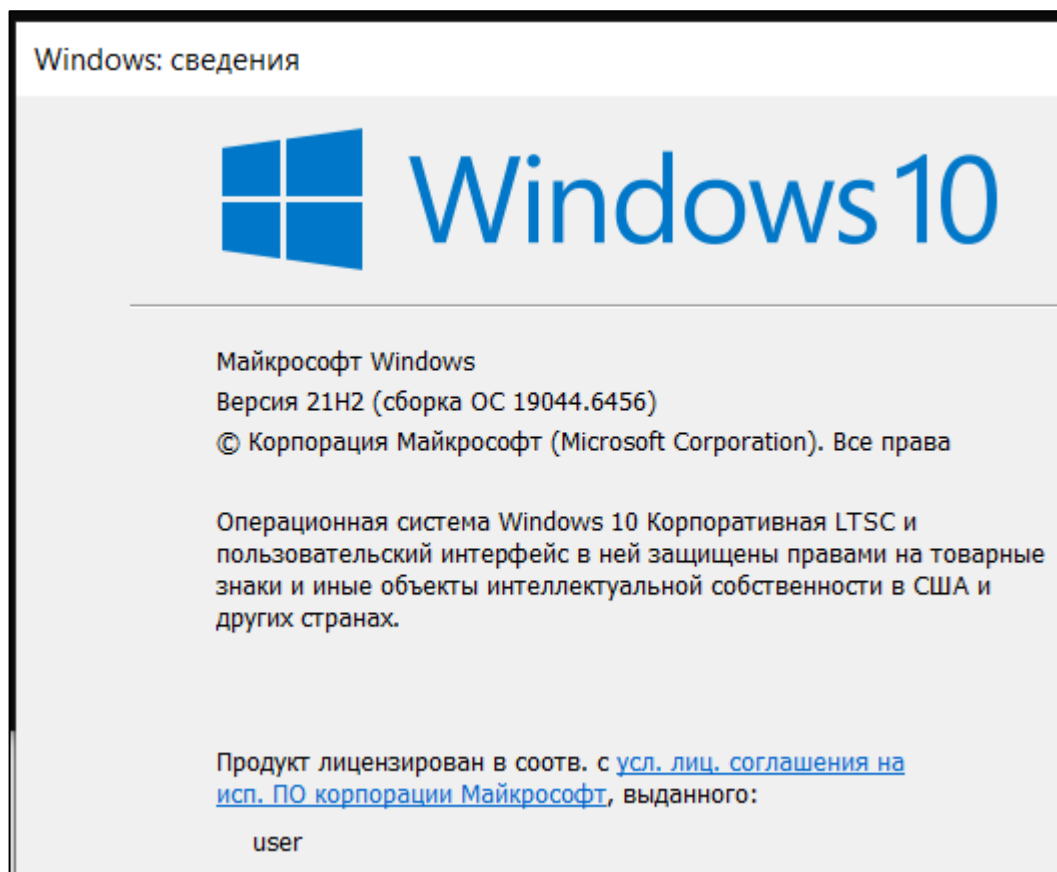 Windows: сведения
Windows 10
Майкрософт Windows
Версия 21H2 (сборка ОС 19044.6456)
© Корпорация Майкрософт (Microsoft Corporation). Все права
Операционная система Windows 10 Корпоративная LTSC и
пользовательский интерфейс в ней защищены правами на товарные
знаки и иные объекты интеллектуальной собственности в США и
других странах.
Продукт лицензирован в соотв. с усл. лиц. соглашения на
исп. ПО корпорации Майкрософт, выданного:
user